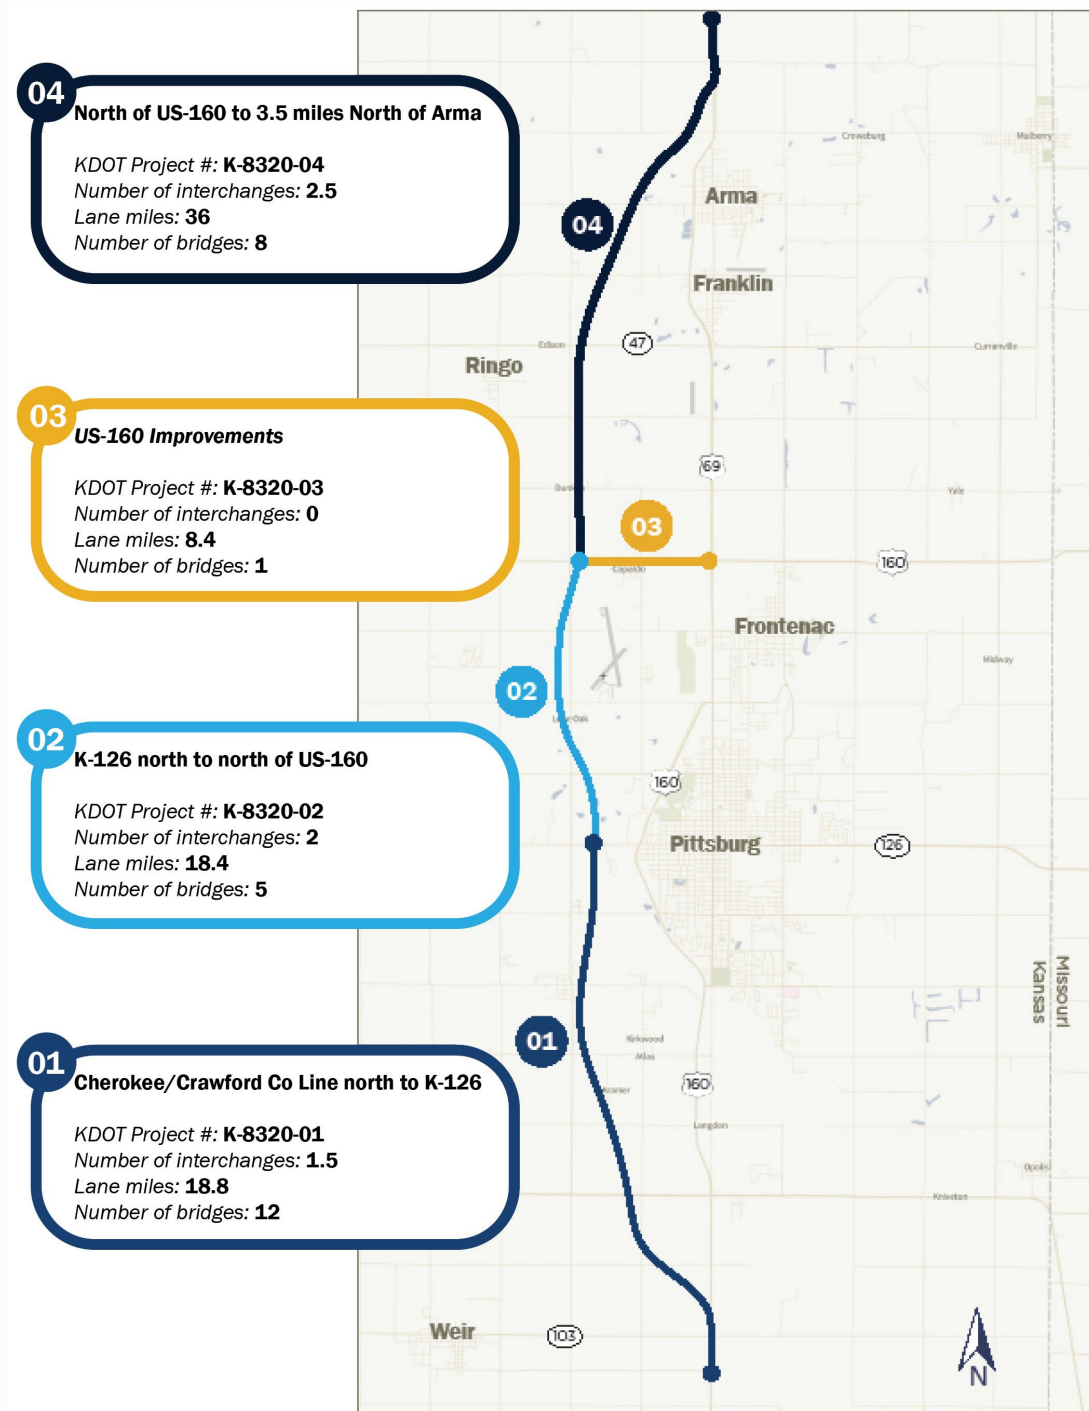 04
North of US-160 to 3.5 miles North of Arma
KDOT Project #: K-8320-04
Number of interchanges: 2.5
Lane miles: 36
Number of bridges: 8
03
US-160 Improvements
KDOT Project #: K-8320-03
Number of interchanges: 0
Lane miles: 8.4
Number of bridges: 1
02
K-126 north to north of US-160
KDOT Project #: K-8320-02
Number of interchanges: 2
Lane miles: 18.4
Number of bridges: 5
01
Cherokee/Crawford Co Line north to K-126
KDOT Project #: K-8320-01
Number of interchanges: 1.5
Lane miles: 18.8
Number of bridges: 12
Croweburg
Mulberry
Arma
04
Franklin
Edison
47
Curranville
Ringo
69
Yale
03
160
Capaldo
Frontenac
Midway
02
160
Pittsburg
126
Missouri
Kansas
01
Kirkwood
Atlas
160
Langdon
Opolis
Kniveton
Weir
103
N